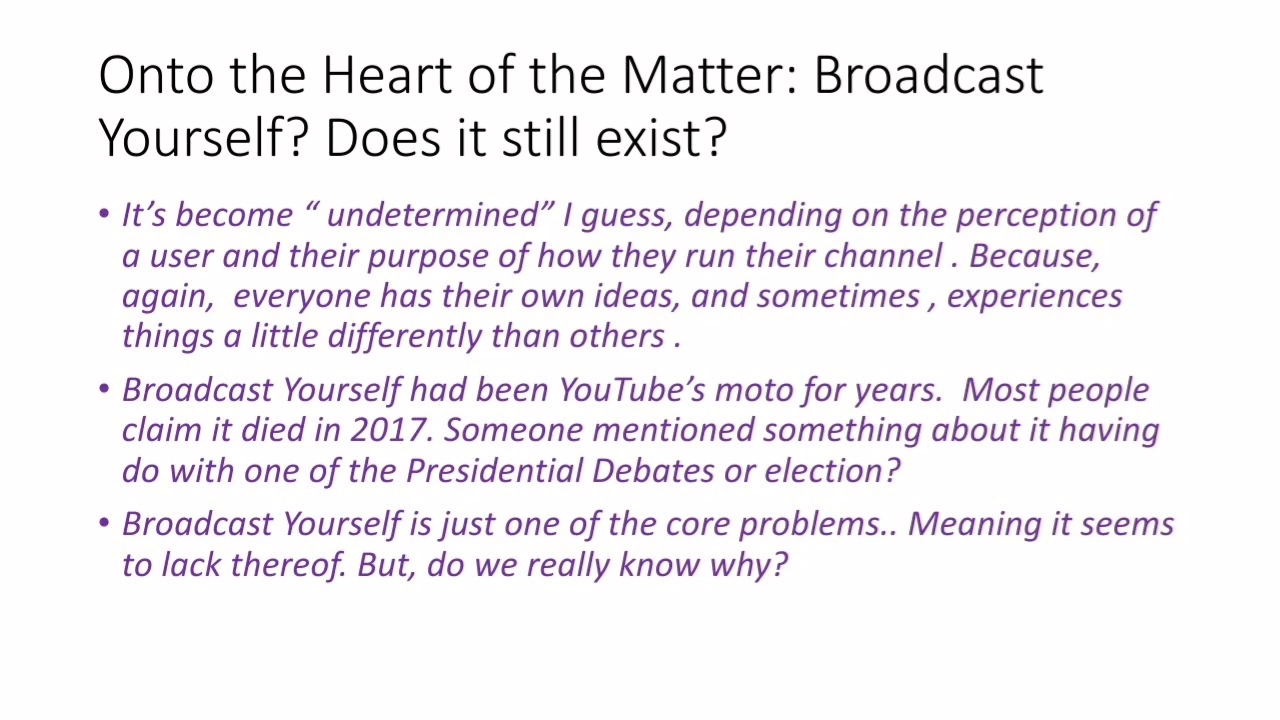 Onto the Heart of the Matter: Broadcast
Yourself? Does it still exist?
• It’s become “ undetermined” I guess, depending on the perception of
a user and their purpose of how they run their channel . Because,
again,  everyone has their own ideas, and sometimes , experiences
things a little differently than others .
• Broadcast Yourself had been YouTube’s moto for years.  Most people
claim it died in 2017. Someone mentioned something about it having
do with one of the Presidential Debates or election?
• Broadcast Yourself is just one of the core problems.. Meaning it seems
to lack thereof. But, do we really know why?